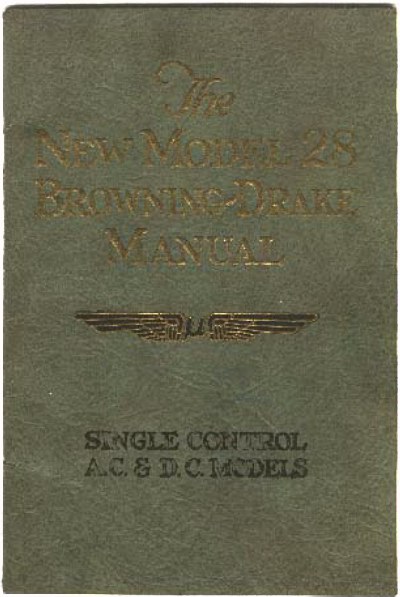 The
NEW MODEL 28
BROWNING-DRAKE
MANUAL
μ
SINGLE CONTROL
A.C. & D.C. MODELS